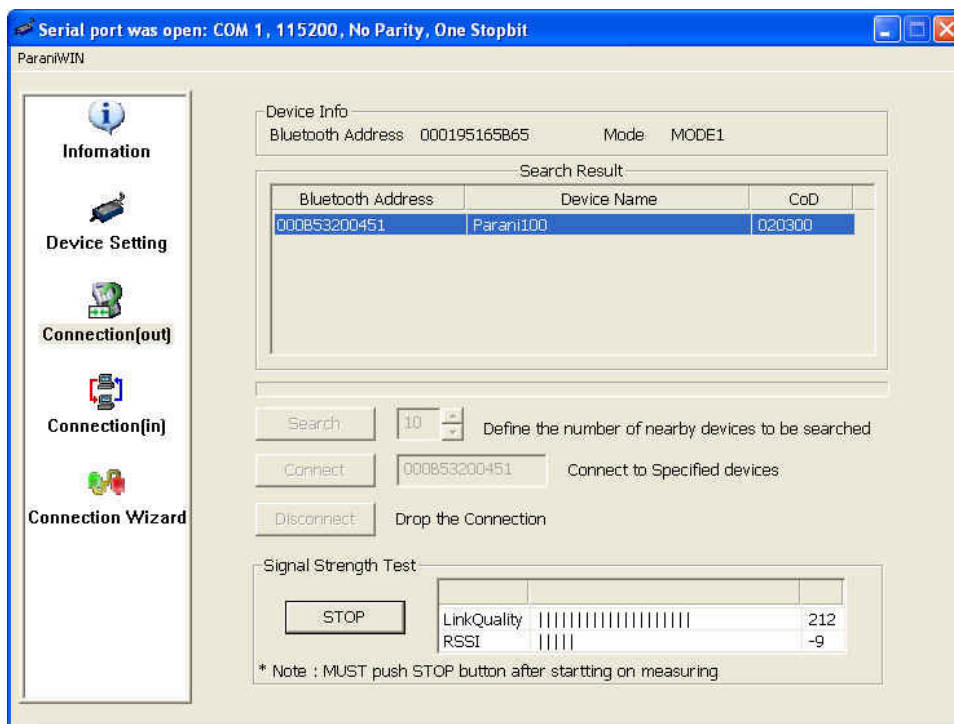 Serial port was open: COM 1, 115200, No Parity, One Stopbit
ParaniWIN
Infomation
Device Setting
Connection(out)
Connection(in)
Connection Wizard
Device Info
Bluetooth Address 000195165B65 Mode MODE1
Search Result
Bluetooth Address Device Name CoD
000B53200451 Parani100 020300
Search 10 Define the number of nearby devices to be searched
Connect 000B53200451 Connect to Specified devices
Disconnect Drop the Connection
Signal Strength Test
STOP
LinkQuality |||||||||||||||||||| 212
RSSI ||||| -9
* Note : MUST push STOP button after startting on measuring